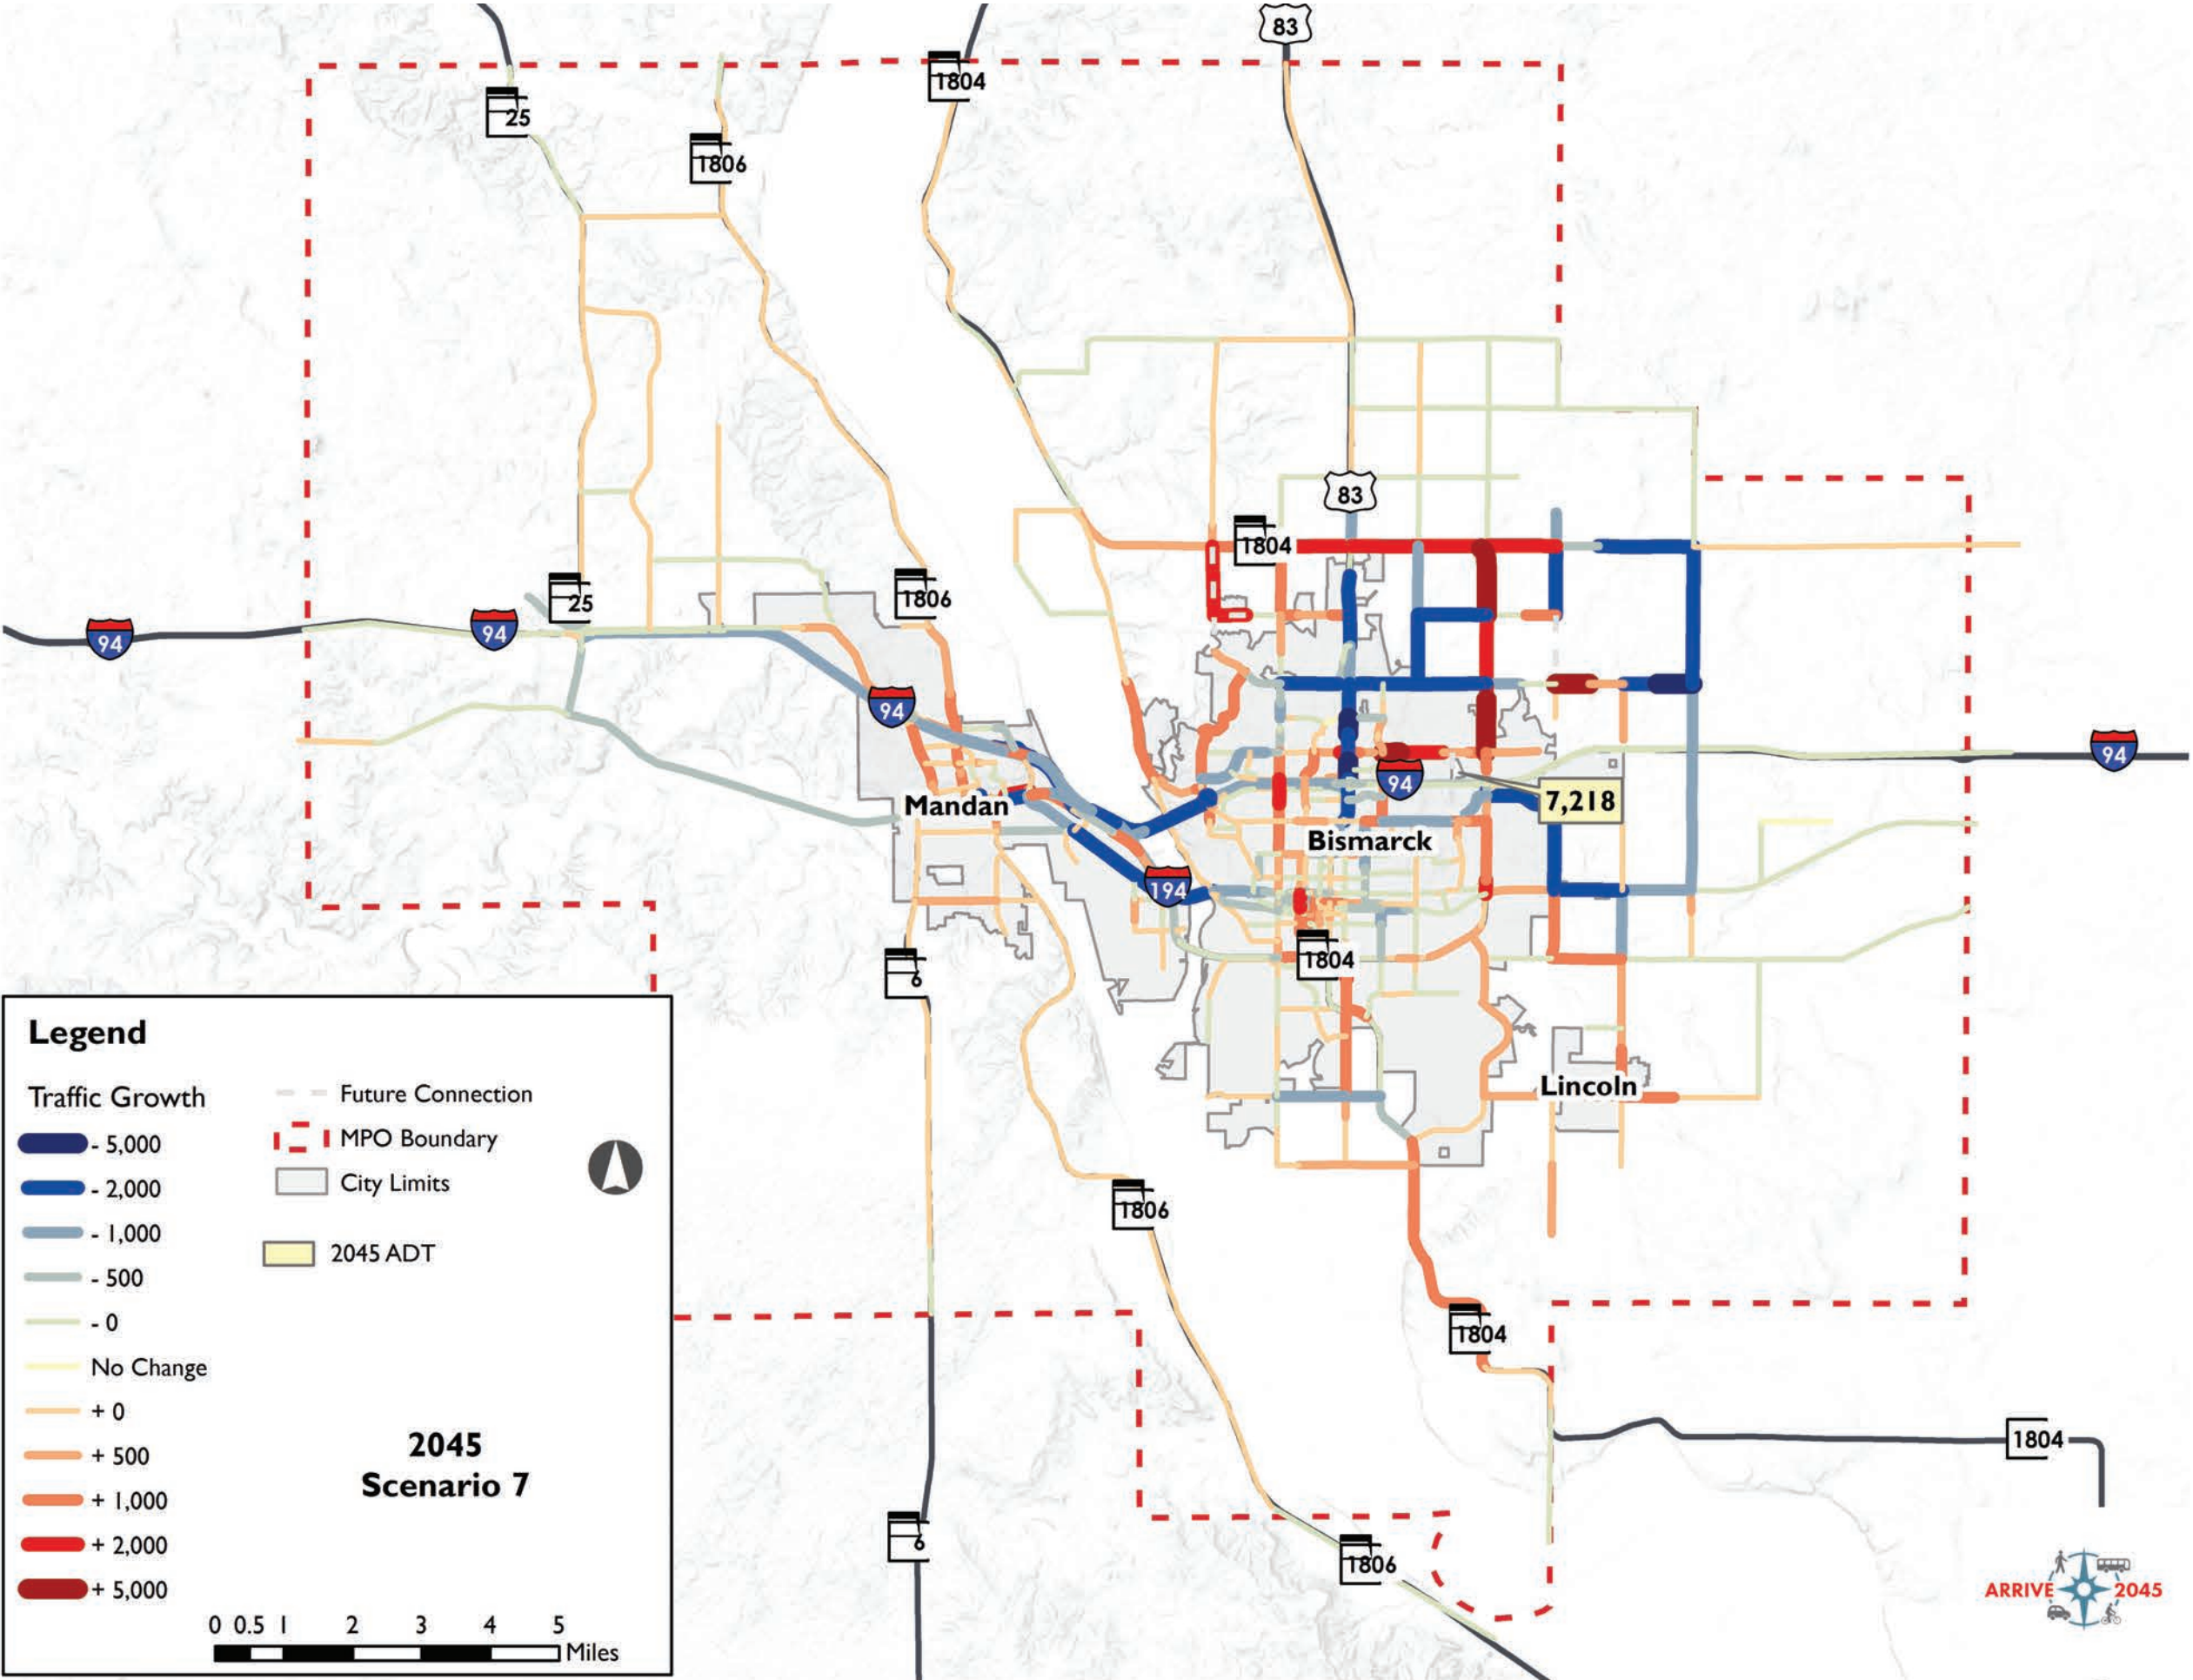 83
1804
25
1806
83
1804
25
1806
94
94
94
94
94
7,218
Mandan
Bismarck
194
1804
6
Lincoln
1806
1804
1804
6
1806
Legend
Traffic Growth
- 5,000
- 2,000
- 1,000
- 500
- 0
No Change
+ 0
+ 500
+ 1,000
+ 2,000
+ 5,000
Future Connection
MPO Boundary
City Limits
2045 ADT
2045
Scenario 7
0 0.5 1 2 3 4 5
Miles
ARRIVE 2045